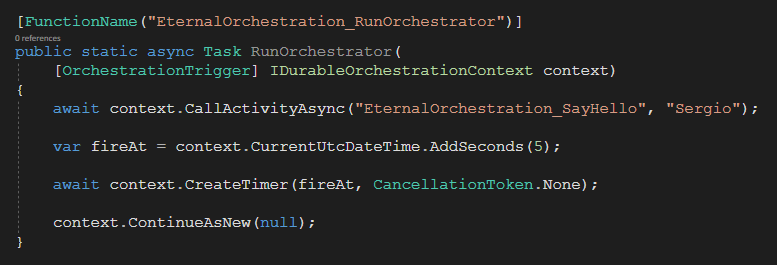 [FunctionName("EternalOrchestration_RunOrchestrator")]
0 references
public static async Task RunOrchestrator(
[OrchestrationTrigger] IDurableOrchestrationContext context)
{
await context.CallActivityAsync("EternalOrchestration_SayHello", "Sergio");
var fireAt = context.CurrentUtcDateTime.AddSeconds(5);
await context.CreateTimer(fireAt, CancellationToken.None);
context.ContinueAsNew(null);
}